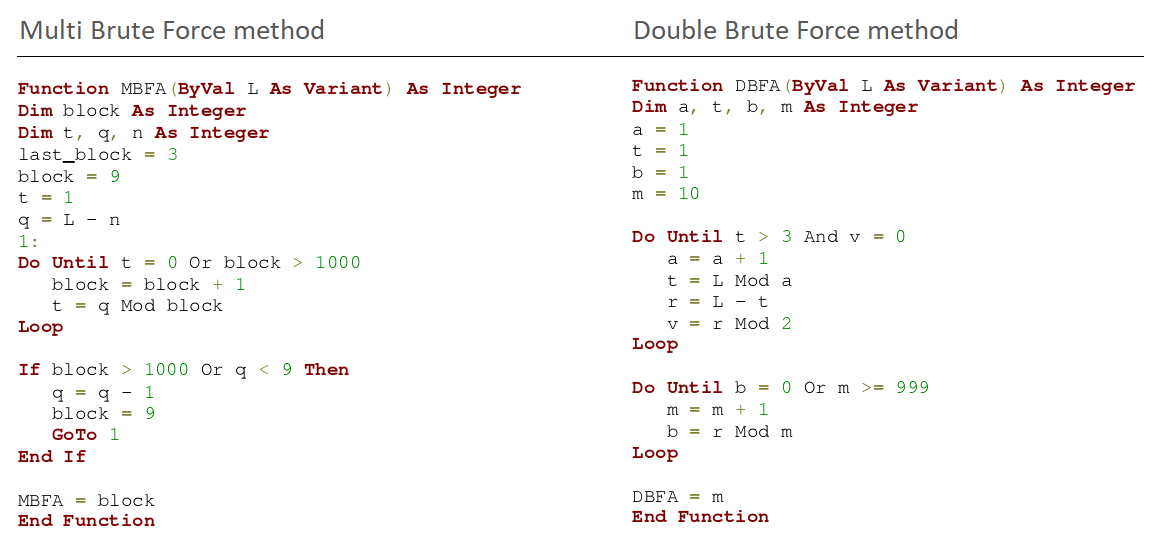 Multi Brute Force method
Function MBFA(ByVal L As Variant) As Integer
Dim block As Integer
Dim t, q, n As Integer
last_block = 3
block = 9
t = 1
q = L - n
1:
Do Until t = 0 Or block > 1000
block = block + 1
t = q Mod block
Loop
If block > 1000 Or q < 9 Then
q = q - 1
block = 9
GoTo 1
End If
MBFA = block
End Function
Double Brute Force method
Function DBFA(ByVal L As Variant) As Integer
Dim a, t, b, m As Integer
a = 1
t = 1
b = 1
m = 10
Do Until t > 3 And v = 0
a = a + 1
t = L Mod a
r = L - t
v = r Mod 2
Loop
Do Until b = 0 Or m >= 999
m = m + 1
b = r Mod m
Loop
DBFA = m
End Function